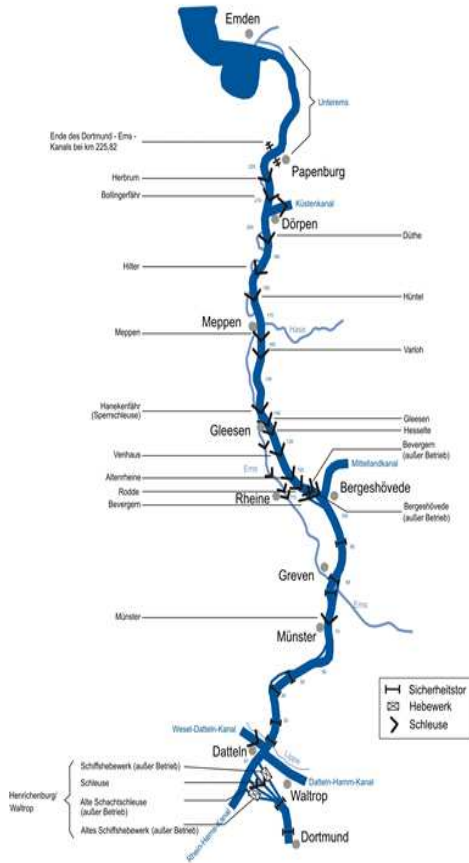 Emden
Unterems
Ende des Dortmund - Ems -
Kanals bei km 225,82
Papenburg
Herbrum
Bollingerfähr
Küstenkanal
Dörpen
Düthe
Hilter
Hüntel
Meppen
Hase
Meppen
Varloh
Hanekenfähr
(Sperrschleuse)
Gleesen
Gleesen
Hesselte
Venhaus
Bevergern
(außer Betrieb)
Mittellandkanal
Altenrheine
Ems
Rodde
Rheine
Bergeshövede
Bevergern
Bergeshövede
(außer Betrieb)
Greven
Ems
Münster
Münster
Sicherheitstor
Hebewerk
Schleuse
Wesel-Datteln-Kanal
Datteln
Lippe
Schiffshebewerk (außer Betrieb)
Datteln-Hamm-Kanal
Henrichenburg/
Waltrop
Schleuse
Waltrop
Alte Schachtschleuse
(außer Betrieb)
Altes Schiffshebewerk (außer Betrieb)
Rhein-Herne-Kanal
Dortmund